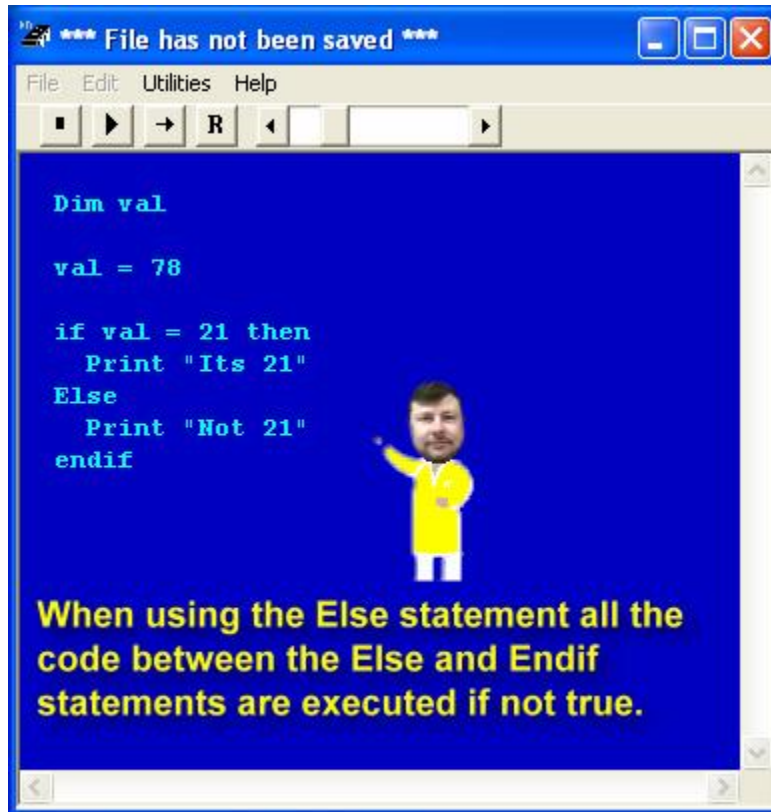 *** File has not been saved ***
File Edit Utilities Help
R
Dim val
val = 78
if val = 21 then
Print "Its 21"
Else
Print "Not 21"
endif
When using the Else statement all the
code between the Else and Endif
statements are executed if not true.